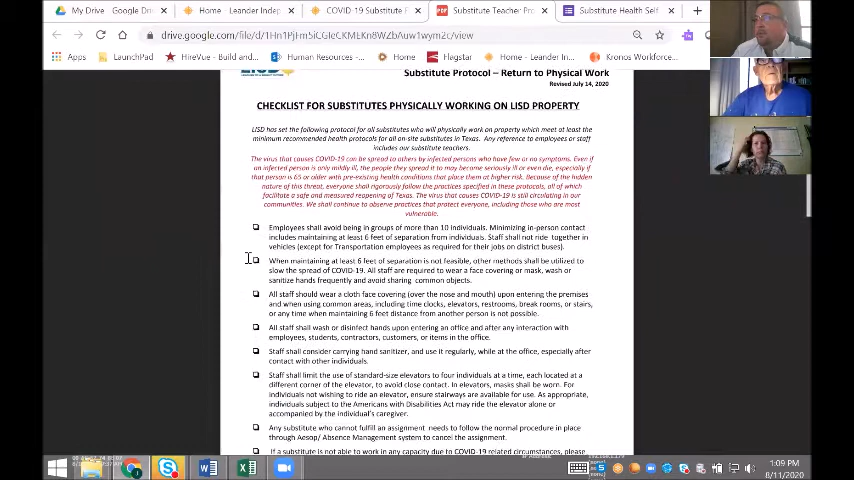 My Drive - Google Dri
Home - Leander Indep
COVID-19 Substitute F
Substitute Teacher Pro
Substitute Health Self
Apps
LaunchPad
HireVue - Build and...
Human Resources -...
Home
Flagstar
Home - Leander In...
Kronos Workforce...
Substitute Protocol – Return to Physical Work
Revised July 14, 2020
CHECKLIST FOR SUBSTITUTES PHYSICALLY WORKING ON LISD PROPERTY
LISD has set the following protocol for all substitutes who will physically work on property which meet at least the
minimum recommended health protocols for all on-site substitutes in Texas. Any reference to employees or staff
includes our substitute teachers.
The virus that causes COVID-19 can be spread to others by infected persons who have few or no symptoms. Even if
an infected person is only mildly ill, the people they spread it to may become seriously ill or even die, especially if
that person is 65 or older with pre-existing health conditions that place them at higher risk. Because of the hidden
nature of this threat, everyone shall rigorously follow the practices specified in these protocols, all of which
facilitate a safe and measured restarting of Texas. The virus that causes COVID-19 is still circulating in our
communities. We shall continue to observe practices that protect everyone, including those who are most
vulnerable.
Employees shall avoid being in groups of more than 10 individuals. Minimizing in-person contact
includes maintaining at least 6 feet of separation from individuals. Staff shall not ride together in
vehicles (except for Transportation employees as required for their jobs on district buses).
When maintaining at least 6 feet of separation is not feasible, other methods shall be utilized to
slow the spread of COVID-19. All staff are required to wear a face covering or mask, wash or
sanitize hands frequently and avoid sharing common objects.
All staff should wear a cloth face covering (over the nose and mouth) upon entering the premises
and when using common areas, including time clocks, elevators, restrooms, break rooms, or stairs,
or any time when maintaining 6 feet distance from another person is not possible.
All staff shall wash or disinfect hands upon entering an office and after any interaction with
employees, students, contractors, customers, or items in the office.
Staff shall consider carrying hand sanitizer, and use it regularly, while at the office, especially after
contact with other individuals.
Staff shall limit the use of standard-size elevators to four individuals at a time, each located at a
different corner of the elevator, to avoid close contact. In elevators, masks shall be worn. For
individuals not wishing to ride an elevator, ensure stairways are available for use. As appropriate,
individuals subject to the Americans with Disabilities Act may ride the elevator alone or
accompanied by the individual's caregiver.
Any substitute who cannot fulfill an assignment needs to follow the normal procedure in place
through Aesop/ Absence Management system to cancel the assignment.
If a substitute is not able to work in any capacity due to COVID-19 related circumstances, please
1:09 PM
8/11/2020